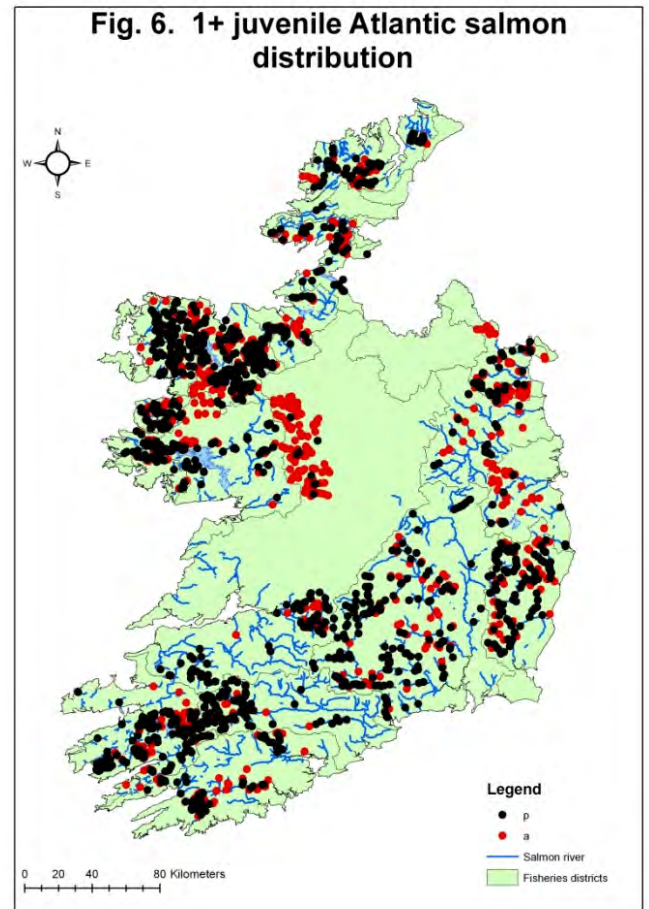 Fig. 6. 1+ juvenile Atlantic salmon
distribution
N
W E
S
Legend
p
a
Salmon river
Fisheries districts
0 20 40 80 Kilometers